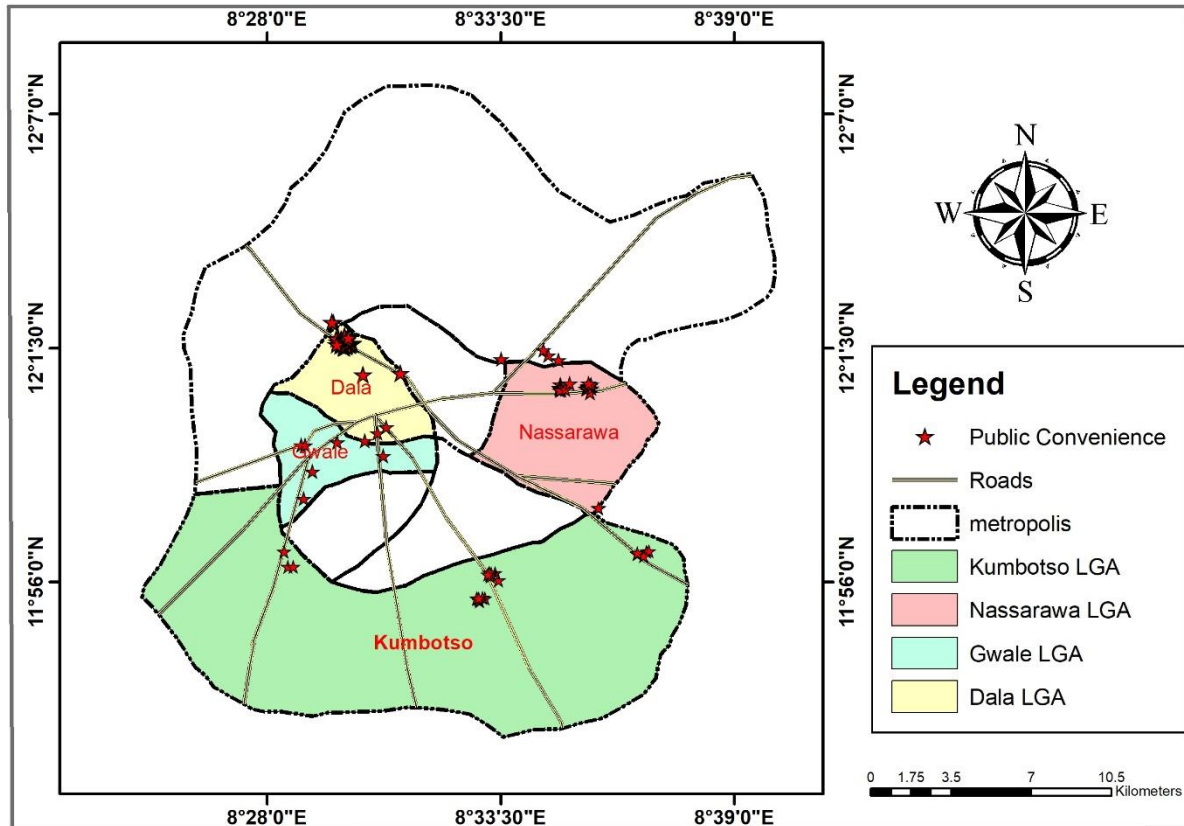 8°28'0"E 8°33'30"E 8°39'0"E
12°7'0"N 12°7'0"N
N
W E
S
12°1'30"N 12°1'30"N
Dala
Nassarawa
Gwale
11°56'0"N 11°56'0"N
Kumbotso
Legend
Public Convenience
Roads
metropolis
Kumbotso LGA
Nassarawa LGA
Gwale LGA
Dala LGA
0 1.75 3.5 7 10.5
Kilometers
8°28'0"E 8°33'30"E 8°39'0"E